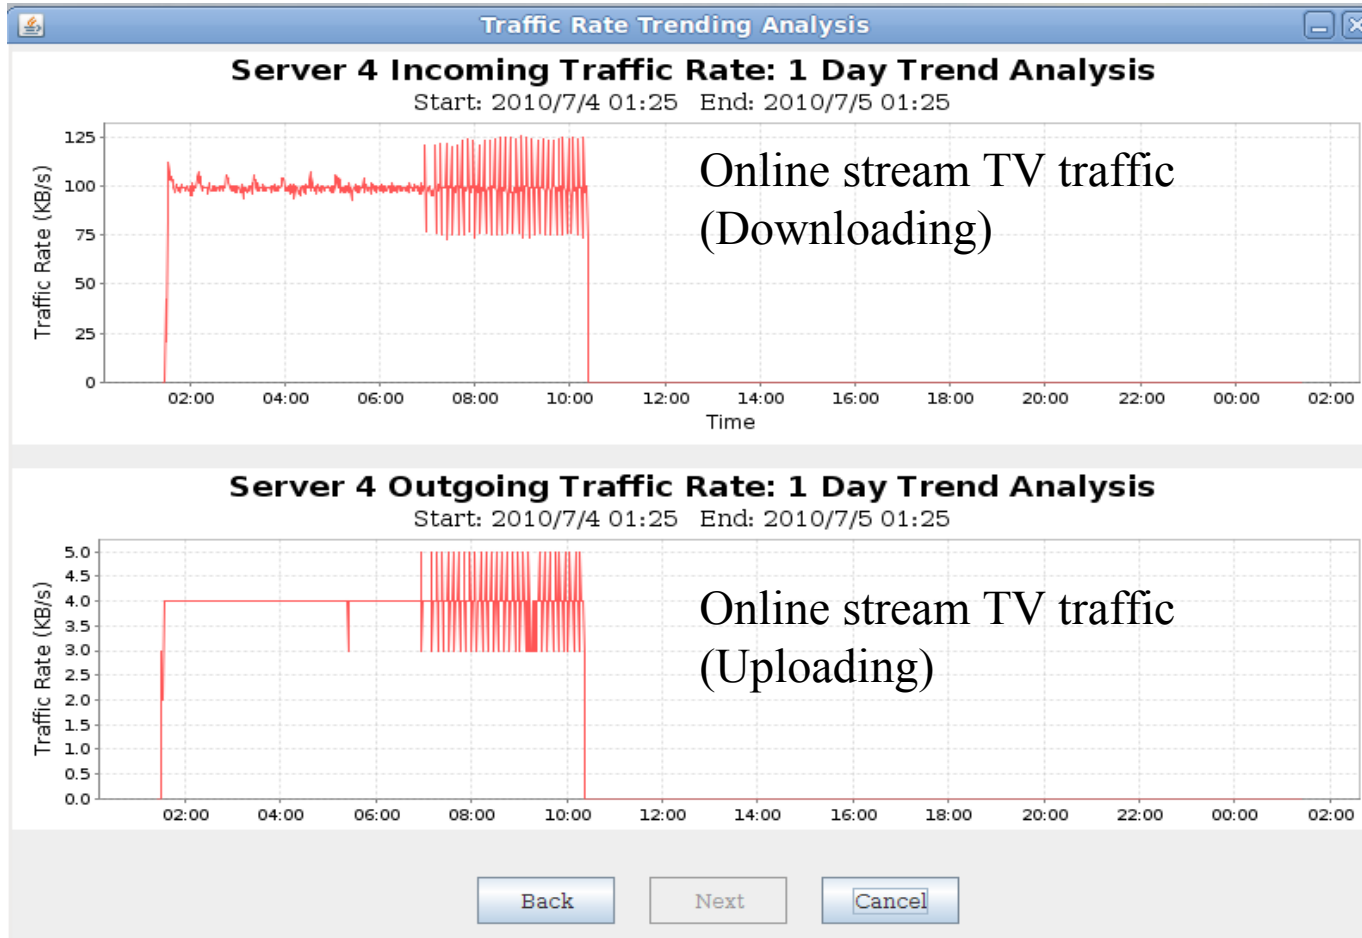 Traffic Rate Trending Analysis
Server 4 Incoming Traffic Rate: 1 Day Trend Analysis
Start: 2010/7/4 01:25   End: 2010/7/5 01:25
Traffic Rate (KB/s)
125
100
75
50
25
0
Online stream TV traffic
(Downloading)
02:00 04:00 06:00 08:00 10:00 12:00 14:00 16:00 18:00 20:00 22:00 00:00 02:00
Time
Server 4 Outgoing Traffic Rate: 1 Day Trend Analysis
Start: 2010/7/4 01:25   End: 2010/7/5 01:25
Traffic Rate (KB/s)
5.0
4.5
4.0
3.5
3.0
2.5
2.0
1.5
1.0
0.5
0.0
Online stream TV traffic
(Uploading)
02:00 04:00 06:00 08:00 10:00 12:00 14:00 16:00 18:00 20:00 22:00 00:00 02:00
Back Next Cancel